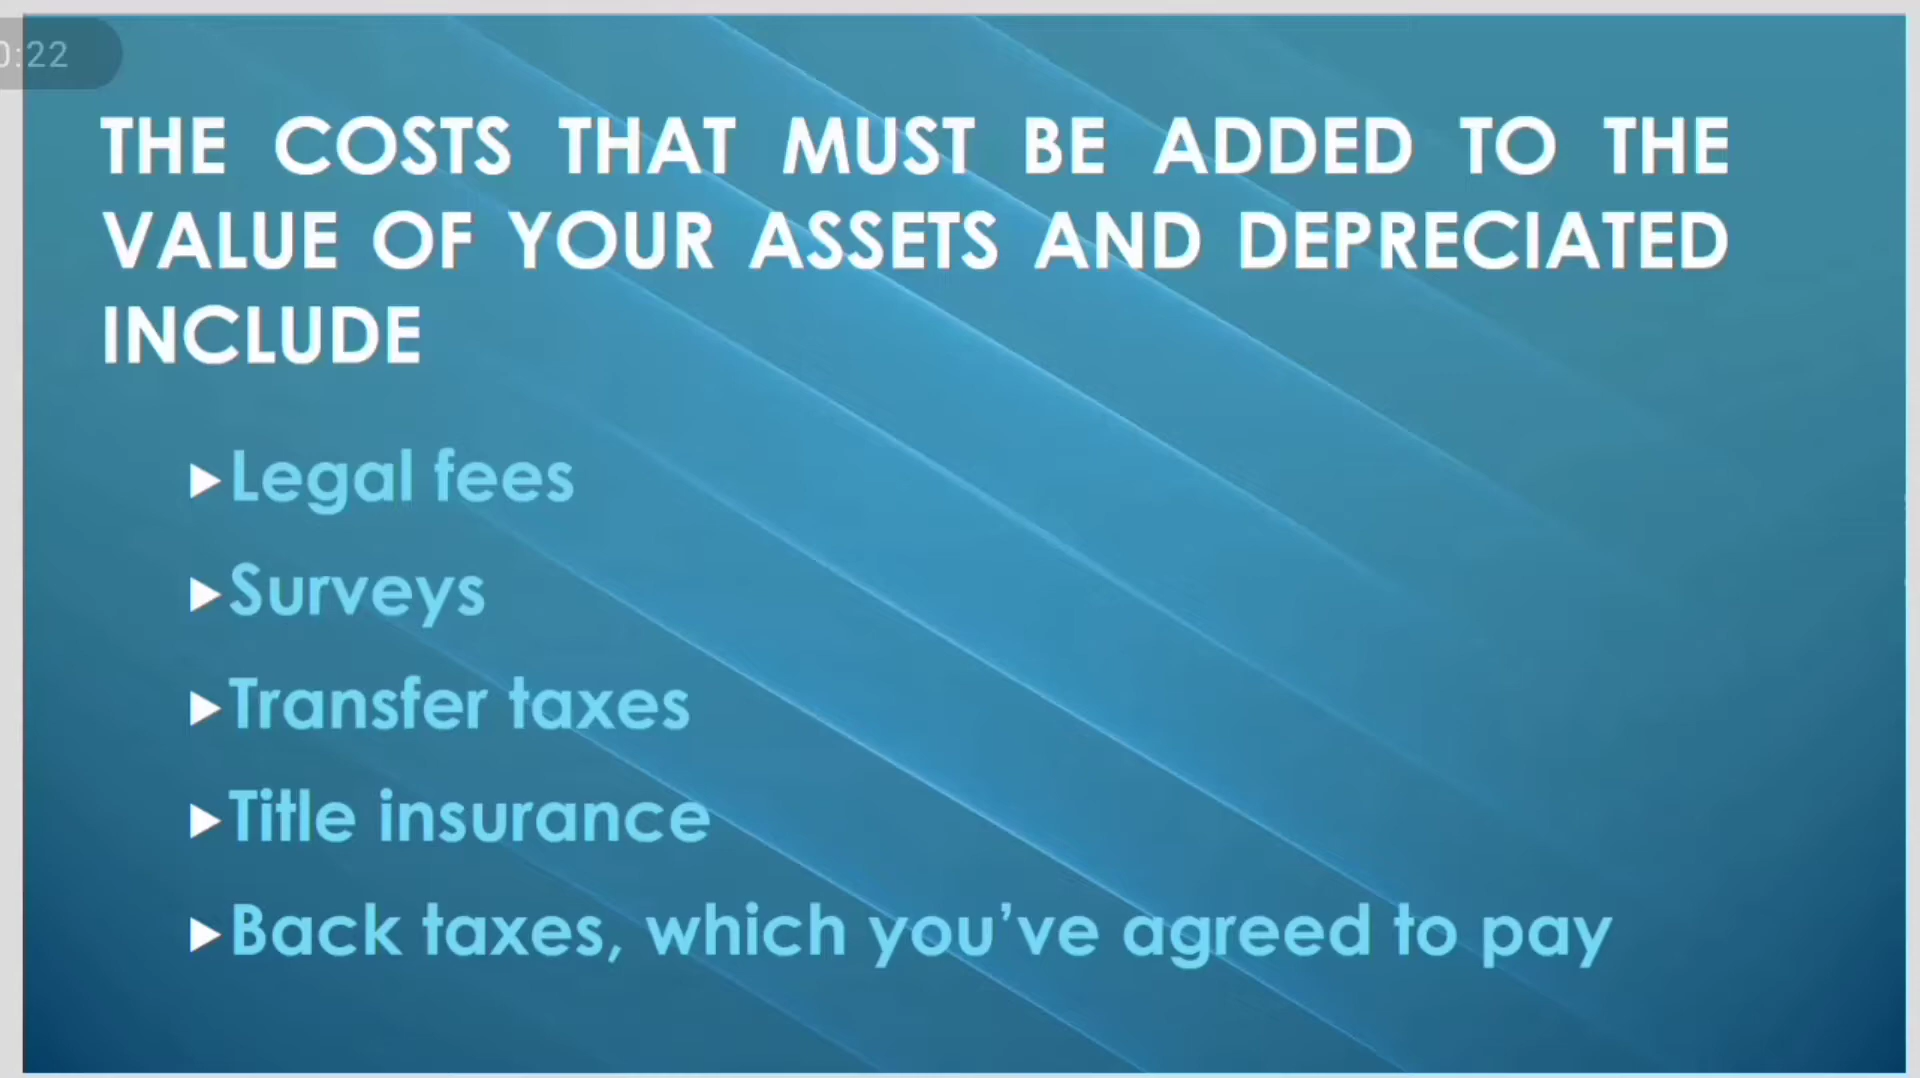 0:22
THE COSTS THAT MUST BE ADDED TO THE
VALUE OF YOUR ASSETS AND DEPRECIATED
INCLUDE
Legal fees
Surveys
Transfer taxes
Title insurance
Back taxes, which you’ve agreed to pay